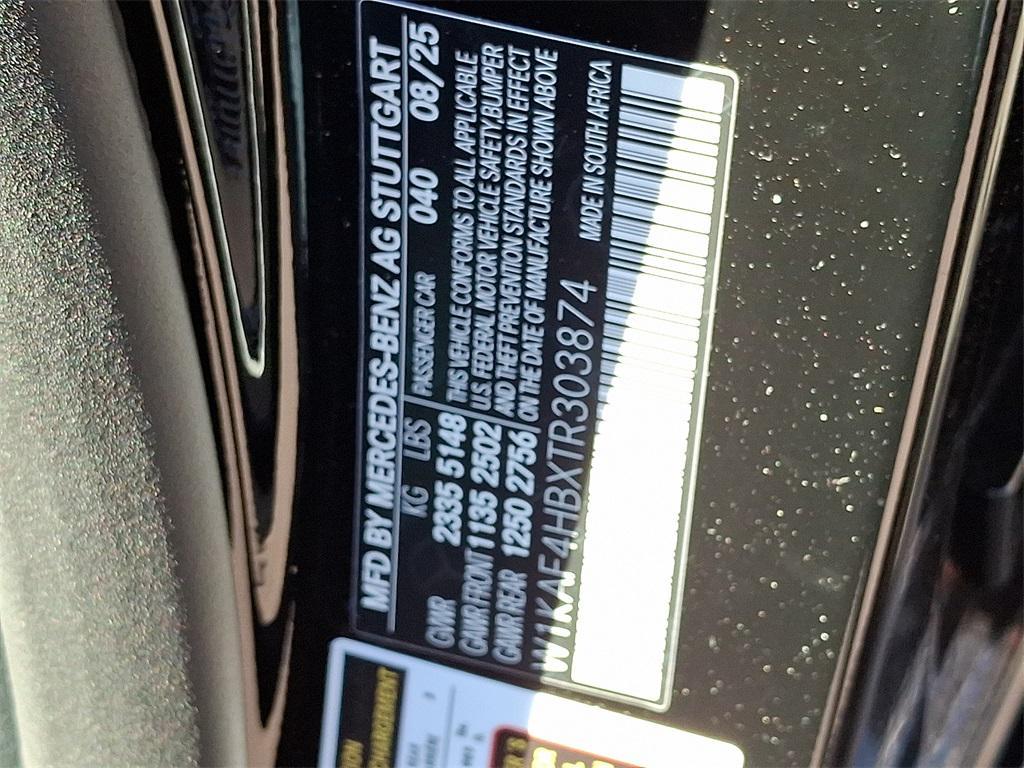 MFD BY MERCEDES-BENZ AG STUTTGART
KG LBS PASSENGER CAR 040 08/25
GVWR 2335 5148 THIS VEHICLE CONFORMS TO ALL APPLICABLE
GAWR FRONT 1135 2502 U.S. FEDERAL MOTOR VEHICLE SAFETY, BUMPER
GAWR REAR 1250 2756 AND THEFT PREVENTION STANDARDS IN EFFECT
ON THE DATE OF MANUFACTURE SHOWN ABOVE
W1KAF4HBXTR303874 MADE IN SOUTH AFRICA